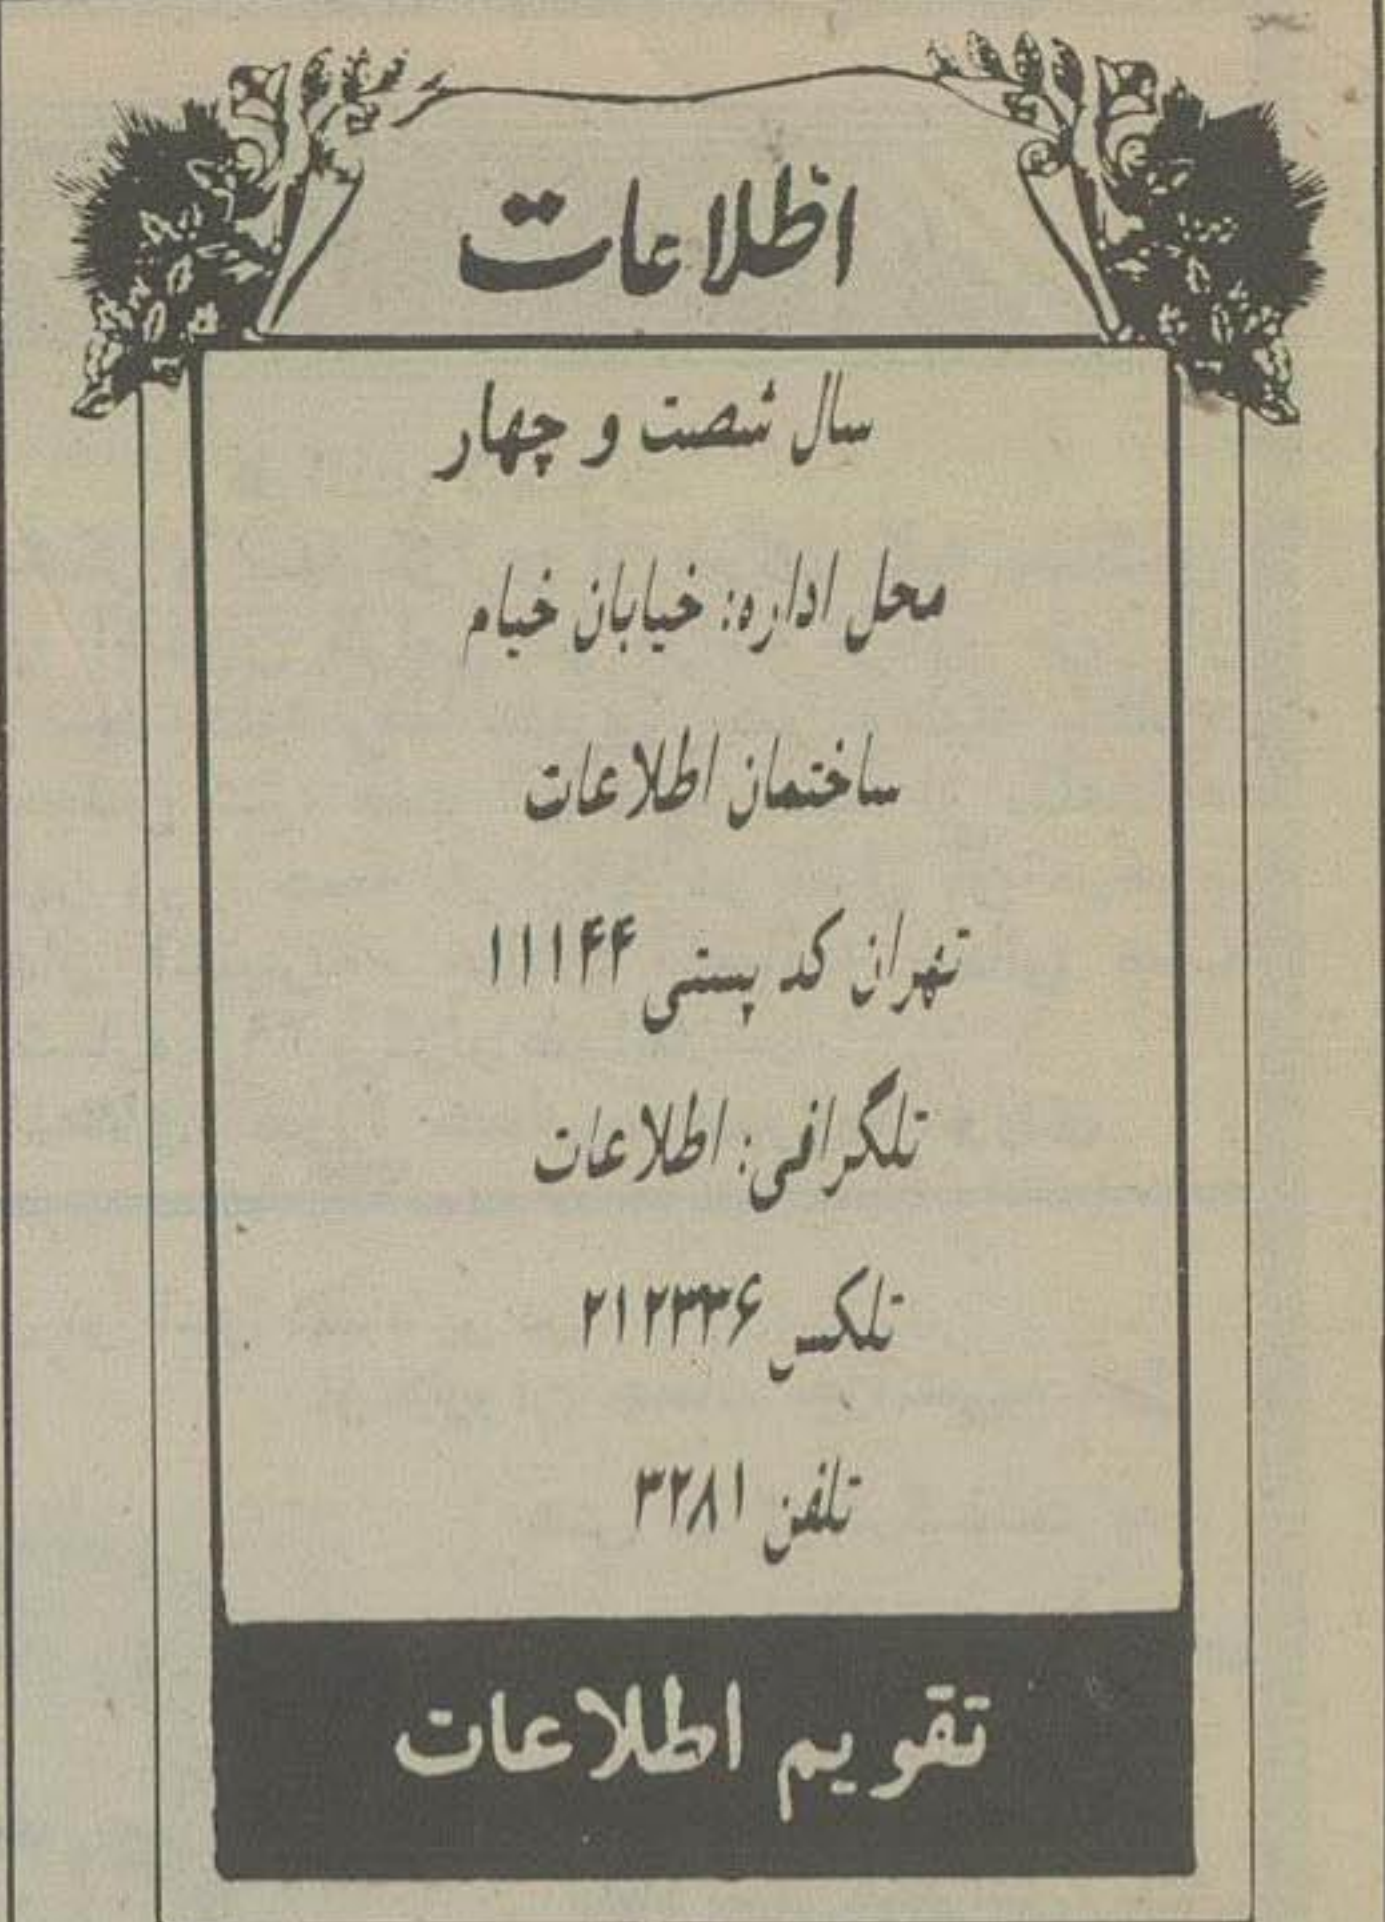 اطلاعات
سال شصت و چهار
محل اداره: خیابان خیام
ساختمان اطلاعات
تهران کد پستی ۱۱۱۴۴
تلگرافی: اطلاعات
تلکس ۲۱۲۳۳۶
تلفن ۳۲۸۱
تقویم اطلاعات